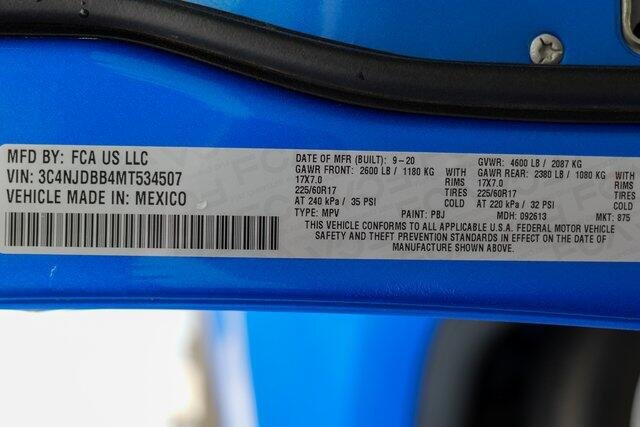 MFD BY: FCA US LLC
VIN: 3C4NJDBB4MT534507
VEHICLE MADE IN: MEXICO
DATE OF MFR (BUILT): 9-20
GAWR FRONT: 2600 LB / 1180 KG WITH
17X7.0 RIMS
225/60R17 TIRES
AT 240 kPa / 35 PSI COLD
TYPE: MPV PAINT: PBJ
GVWR: 4600 LB / 2087 KG
GAWR REAR: 2380 LB / 1080 KG WITH
17X7.0 RIMS
225/60R17 TIRES
AT 220 kPa / 32 PSI COLD
MDH: 092613 MKT: 875
THIS VEHICLE CONFORMS TO ALL APPLICABLE U.S.A. FEDERAL MOTOR VEHICLE
SAFETY AND THEFT PREVENTION STANDARDS IN EFFECT ON THE DATE OF
MANUFACTURE SHOWN ABOVE.